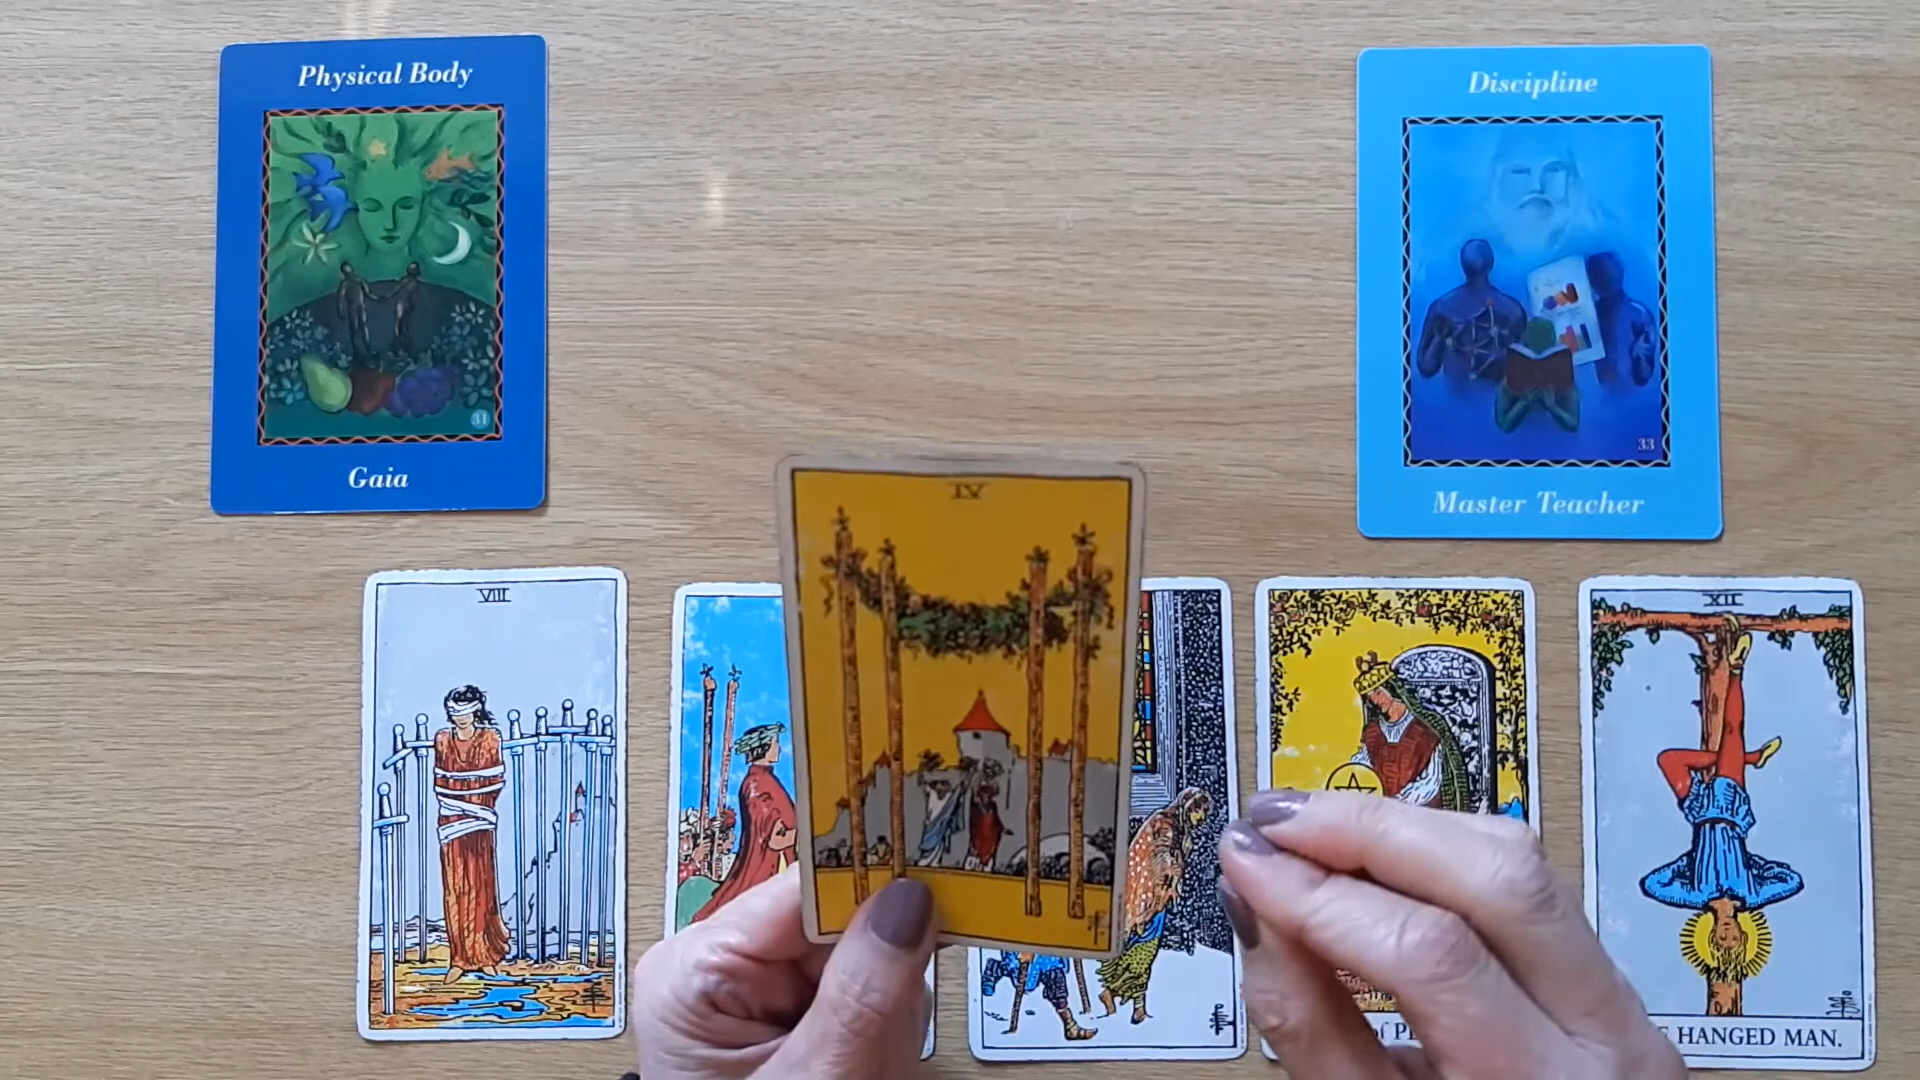 Physical Body
31
Gaia
Discipline
33
Master Teacher
IV
VIII
XII
HANGED MAN.